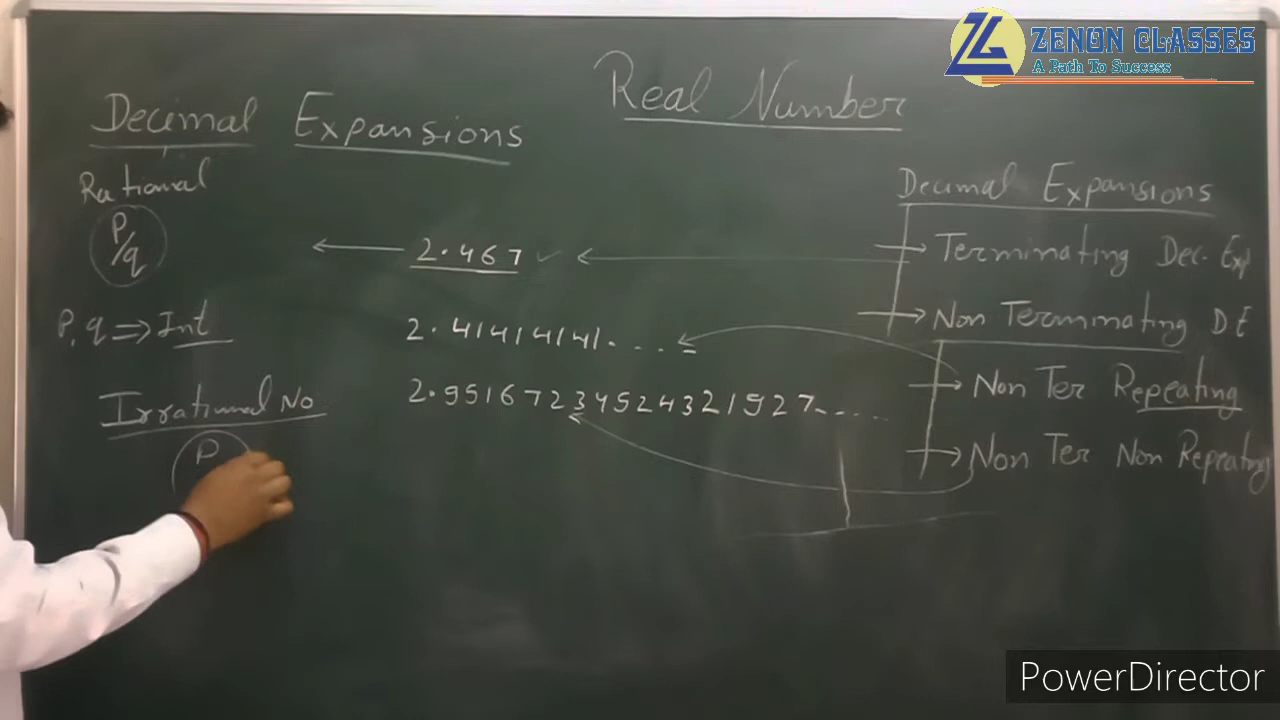 ZENON CLASSES
A Path To Success
Real Number
Decimal Expansions
Rational
P/q
P, q ⇒ Int
Irrational No
P
2.467 ✓
2.41414141.....
2.95167234524321927.....
Decimal Expansions
→ Terminating Dec. Exp
→ Non Terminating DE
→ Non Ter Repeating
→ Non Ter Non Repeating
PowerDirector